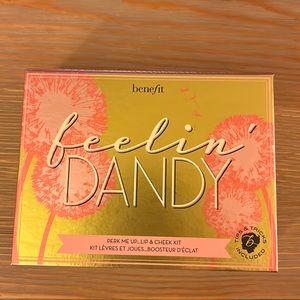 benefit
feelin'
DANDY
PERK ME UP...LIP & CHEEK KIT
KIT LÈVRES ET JOUES...BOOSTEUR D'ÉCLAT
TIPS & TRICKS
B
INCLUDED